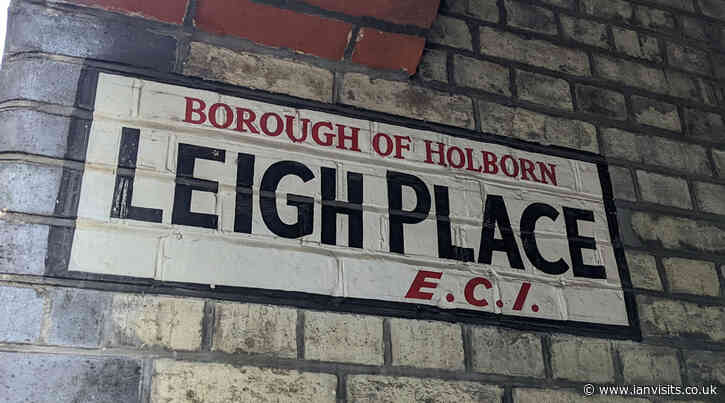 BOROUGH OF HOLBORN
LEIGH PLACE
E.C.1.
©www.ianvisits.co.uk